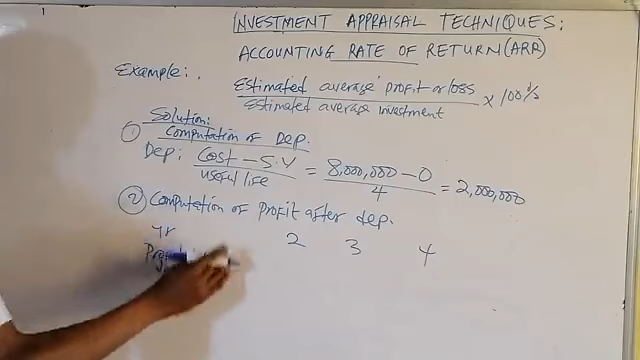 INVESTMENT APPRAISAL TECHNIQUES:
ACCOUNTING RATE OF RETURN (ARR)
Example:.
Estimated average profit or loss
Estimated average investment
× 100%
Solution:
① Computation of Dep.
Dep: Cost – S.V
useful life
= 8,000,000 – 0
4
= 2,000,000
② Computation of Profit after dep.
yr 2 3 4